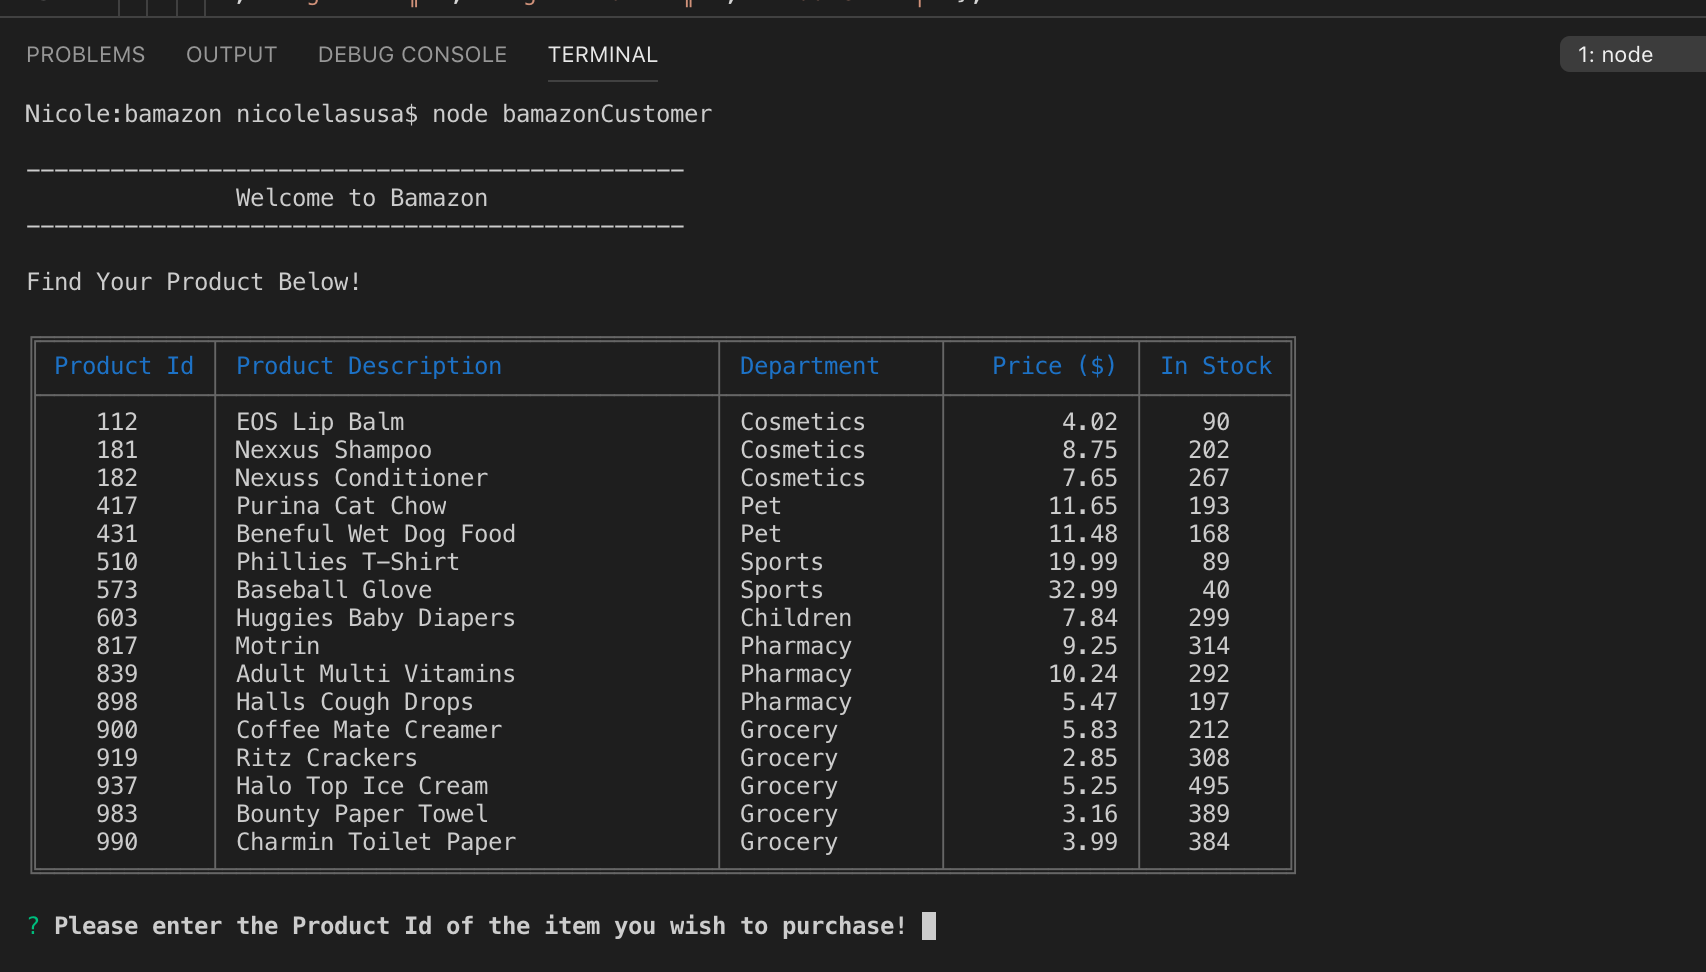 PROBLEMS OUTPUT DEBUG CONSOLE TERMINAL 1: node
Nicole:bamazon nicolelasusa$ node bamazonCustomer
-----------------------------------------------
Welcome to Bamazon
-----------------------------------------------
Find Your Product Below!
Product Id Product Description Department Price ($) In Stock
112 EOS Lip Balm Cosmetics 4.02 90
181 Nexxus Shampoo Cosmetics 8.75 202
182 Nexuss Conditioner Cosmetics 7.65 267
417 Purina Cat Chow Pet 11.65 193
431 Beneful Wet Dog Food Pet 11.48 168
510 Phillies T-Shirt Sports 19.99 89
573 Baseball Glove Sports 32.99 40
603 Huggies Baby Diapers Children 7.84 299
817 Motrin Pharmacy 9.25 314
839 Adult Multi Vitamins Pharmacy 10.24 292
898 Halls Cough Drops Pharmacy 5.47 197
900 Coffee Mate Creamer Grocery 5.83 212
919 Ritz Crackers Grocery 2.85 308
937 Halo Top Ice Cream Grocery 5.25 495
983 Bounty Paper Towel Grocery 3.16 389
990 Charmin Toilet Paper Grocery 3.99 384
? Please enter the Product Id of the item you wish to purchase!